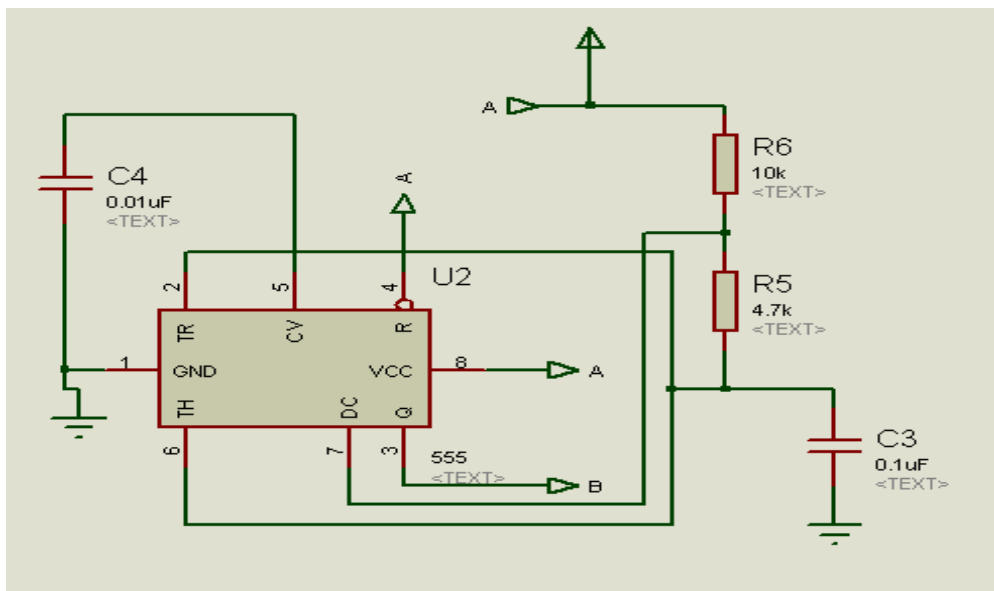 A
R6
10k
<TEXT>
C4
0.01uF
<TEXT>
A
U2
2
5
4
TR
CV
R
R5
4.7k
<TEXT>
1
GND
VCC
8
A
TH
DC
Q
6
7
3
555
<TEXT>
B
C3
0.1uF
<TEXT>